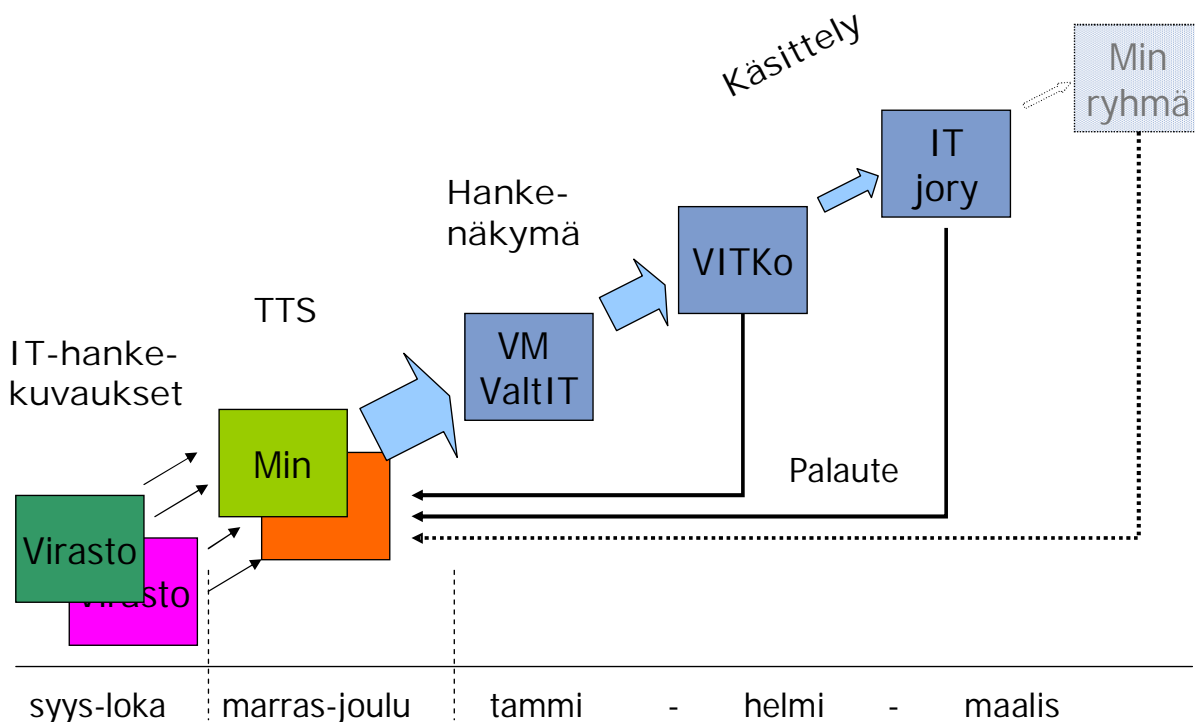 Käsittely
Min
ryhmä
IT
jory
Hanke-
näkymä
VITKo
TTS
VM
ValtIT
IT-hanke-
kuvaukset
Min
Palaute
Virasto
Virasto
syys-loka
marras-joulu
tammi - helmi - maalis